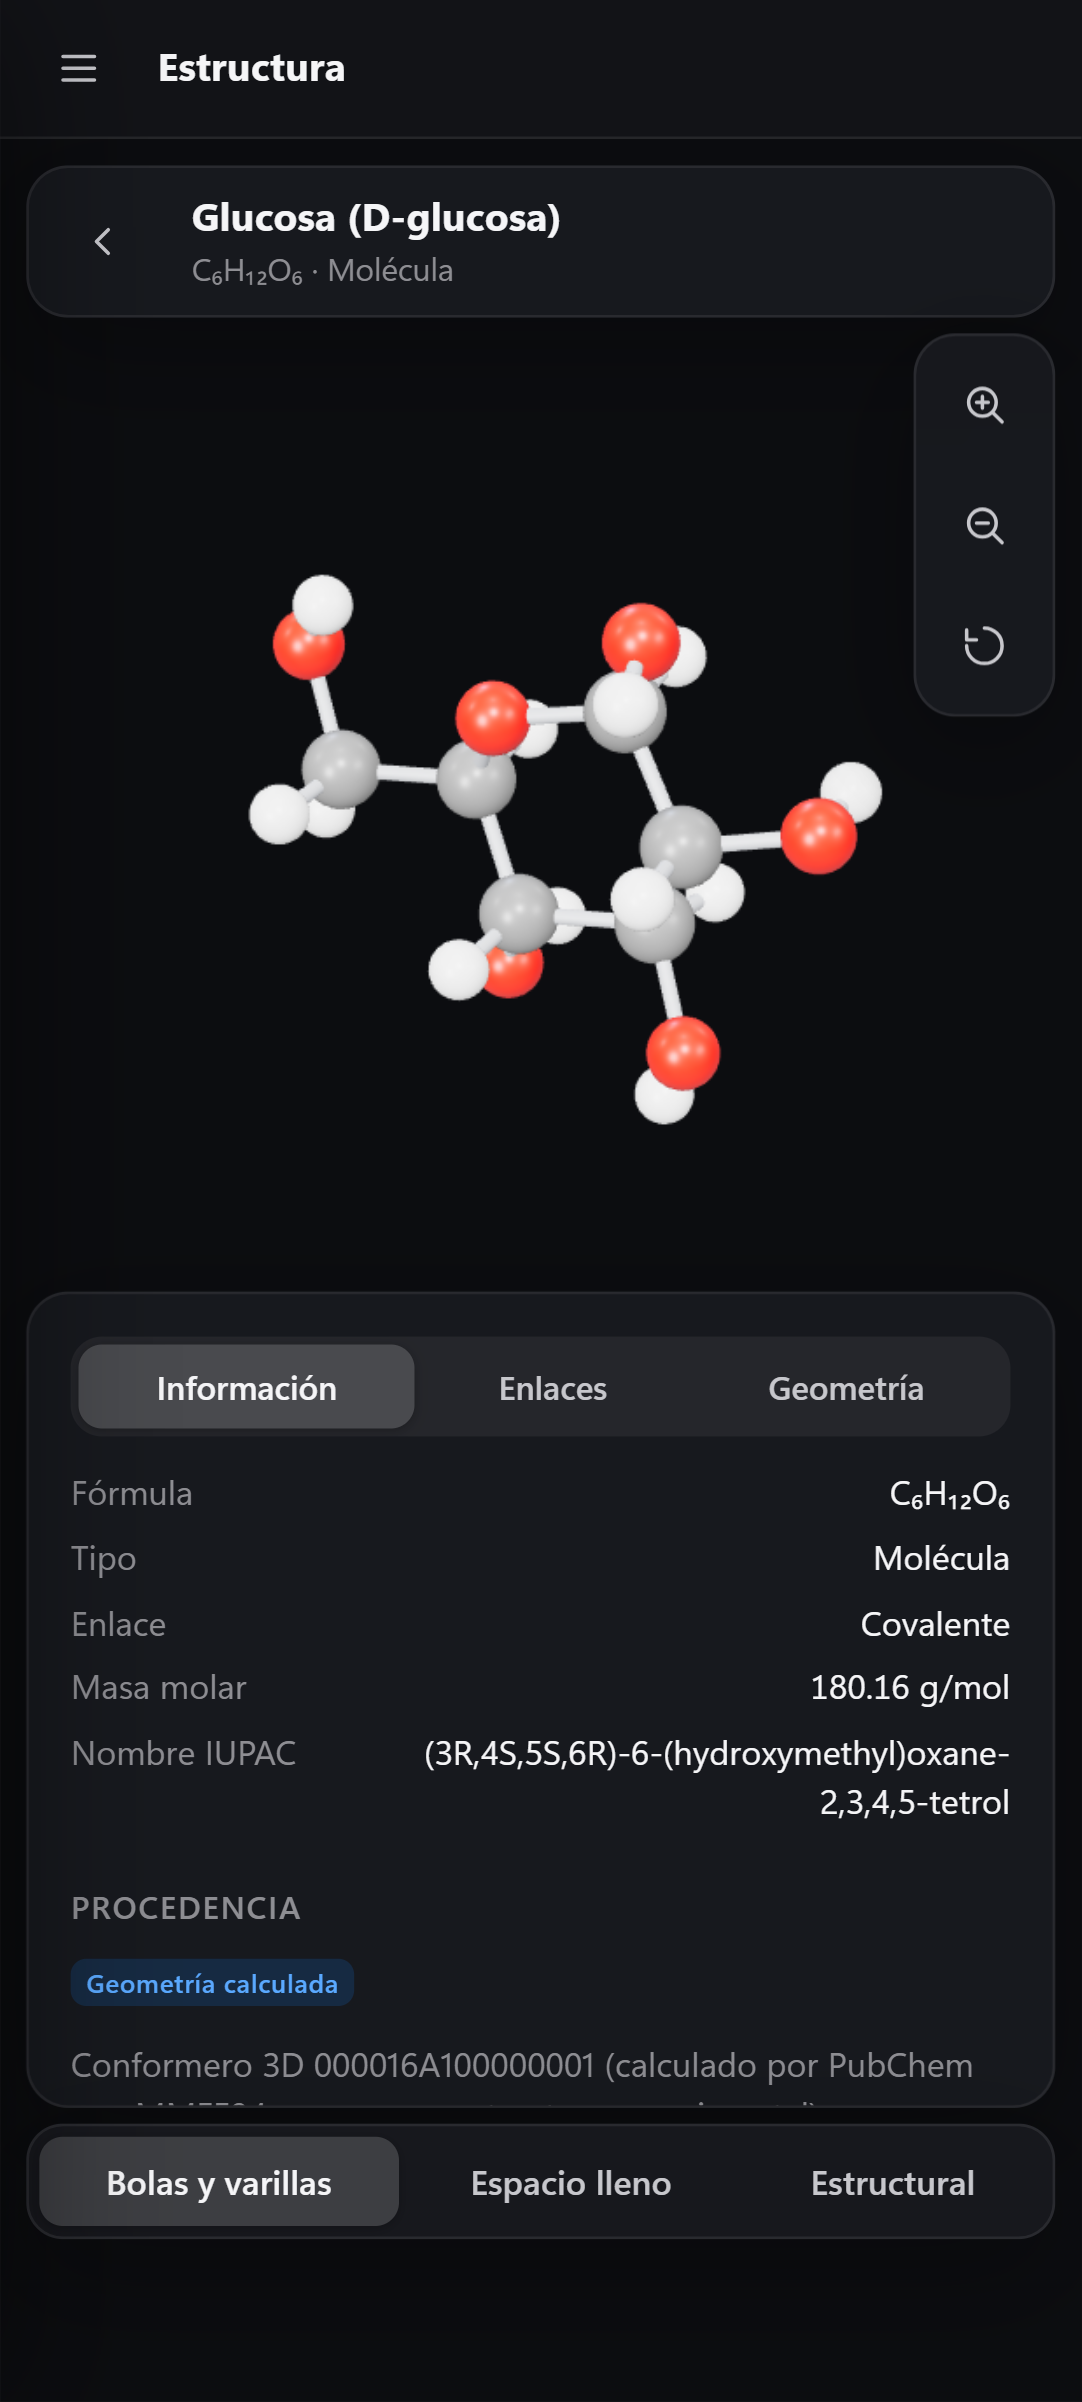 Estructura
Glucosa (D-glucosa)
C₆H₁₂O₆ · Molécula
Información
Enlaces
Geometría
Fórmula
C₆H₁₂O₆
Tipo
Molécula
Enlace
Covalente
Masa molar
180.16 g/mol
Nombre IUPAC
(3R,4S,5S,6R)-6-(hydroxymethyl)oxane-
2,3,4,5-tetrol
PROCEDENCIA
Geometría calculada
Conformero 3D 000016A100000001 (calculado por PubChem
Bolas y varillas
Espacio lleno
Estructural